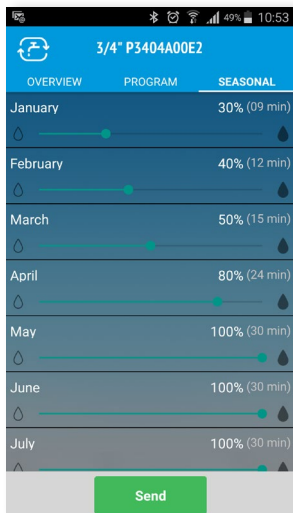 49% 10:53
3/4" P3404A00E2
OVERVIEW PROGRAM SEASONAL
January 30% (09 min)
February 40% (12 min)
March 50% (15 min)
April 80% (24 min)
May 100% (30 min)
June 100% (30 min)
July 100% (30 min)
Send